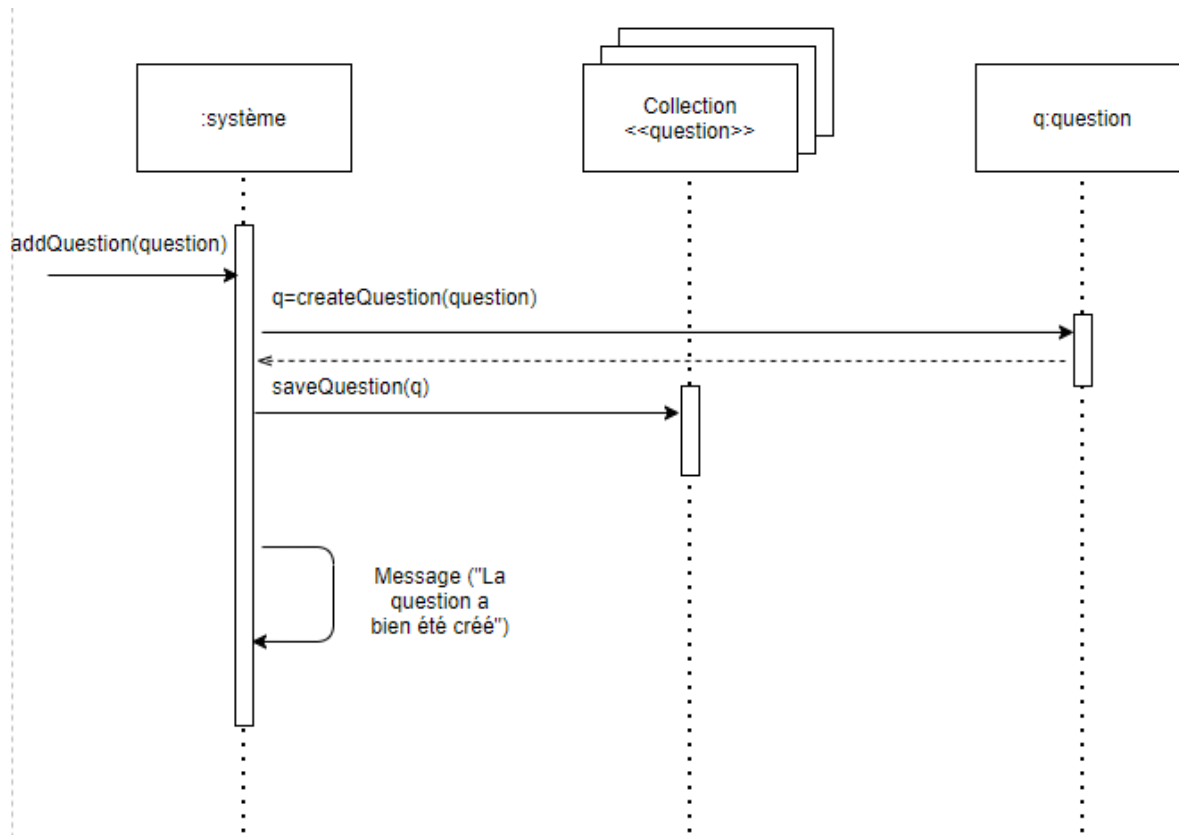 :système
Collection
<<question>>
q:question
addQuestion(question)
q=createQuestion(question)
saveQuestion(q)
Message ("La
question a
bien été créé")